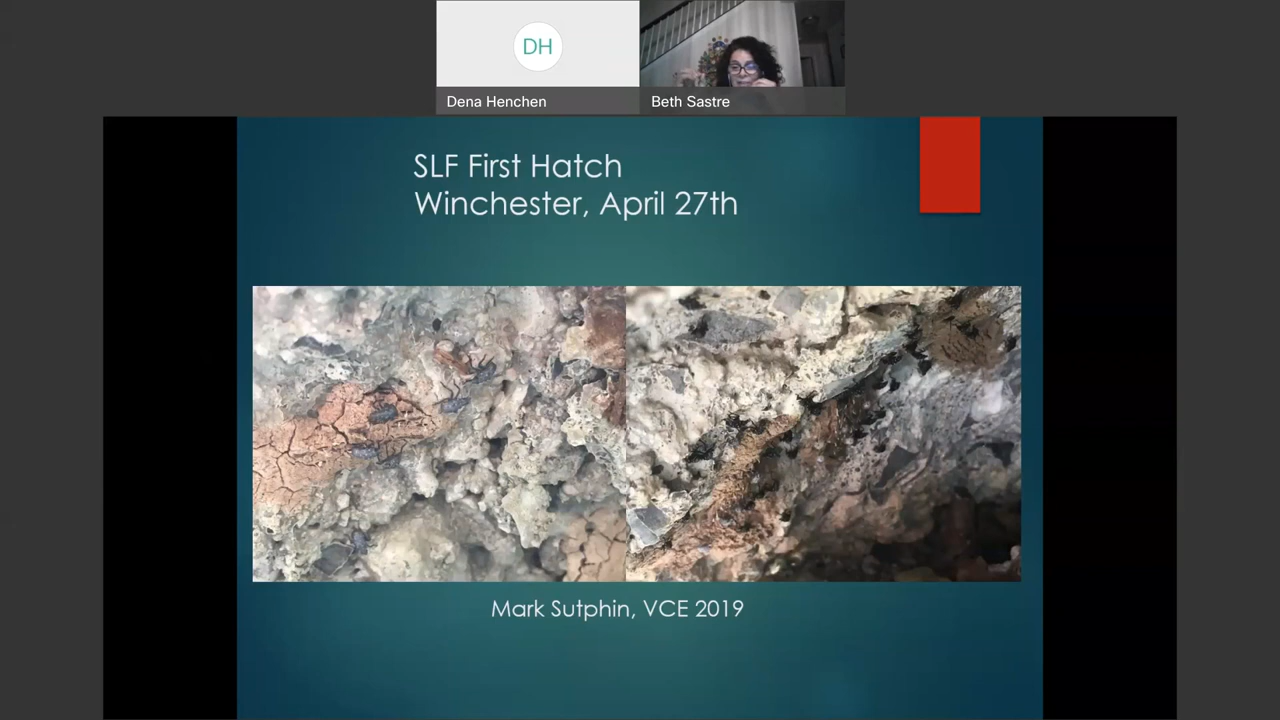 DH
Dena Henchen
Beth Sastre
SLF First Hatch
Winchester, April 27th
Mark Sutphin, VCE 2019